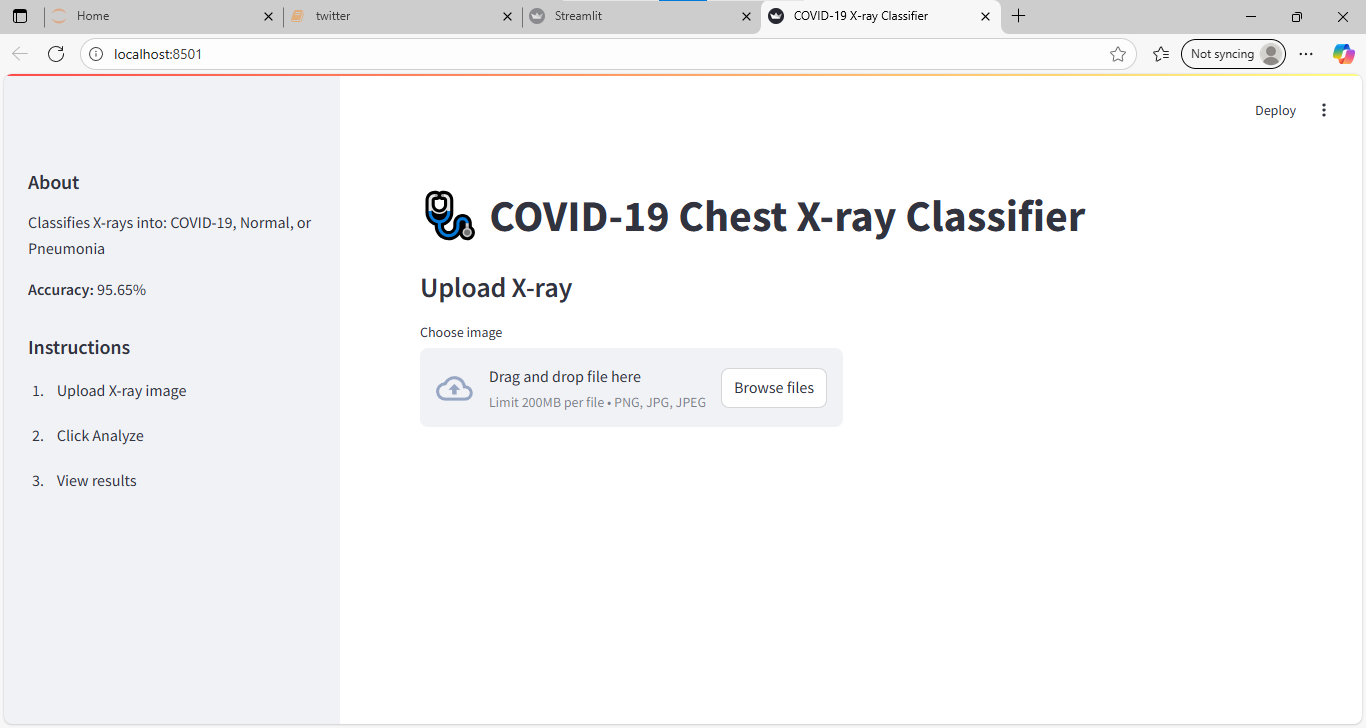 Home
twitter
Streamlit
COVID-19 X-ray Classifier
localhost:8501
Not syncing
Deploy
About
Classifies X-rays into: COVID-19, Normal, or
Pneumonia
Accuracy: 95.65%
Instructions
1. Upload X-ray image
2. Click Analyze
3. View results
COVID-19 Chest X-ray Classifier
Upload X-ray
Choose image
Drag and drop file here
Limit 200MB per file • PNG, JPG, JPEG
Browse files